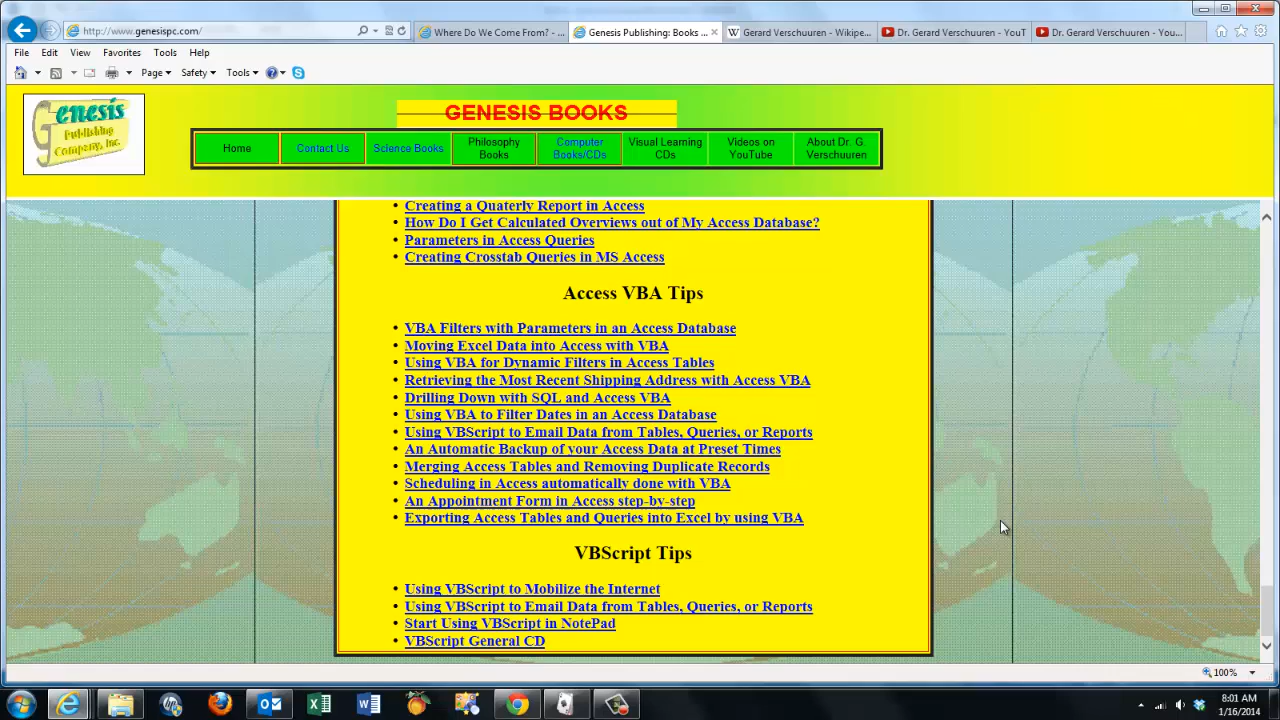 http://www.genesispc.com/
Where Do We Come From? - ...
Genesis Publishing: Books ...
Gerard Verschuuren - Wikipe...
Dr. Gerard Verschuuren - YouT
Dr. Gerard Verschuuren - You...
File Edit View Favorites Tools Help
Page Safety Tools
Genesis
Publishing
Company, Inc.
GENESIS BOOKS
Home
Contact Us
Science Books
Philosophy Books
Computer Books/CDs
Visual Learning CDs
Videos on YouTube
About Dr. G. Verschuuren
• Creating a Quaterly Report in Access
• How Do I Get Calculated Overviews out of My Access Database?
• Parameters in Access Queries
• Creating Crosstab Queries in MS Access
Access VBA Tips
• VBA Filters with Parameters in an Access Database
• Moving Excel Data into Access with VBA
• Using VBA for Dynamic Filters in Access Tables
• Retrieving the Most Recent Shipping Address with Access VBA
• Drilling Down with SQL and Access VBA
• Using VBA to Filter Dates in an Access Database
• Using VBScript to Email Data from Tables, Queries, or Reports
• An Automatic Backup of your Access Data at Preset Times
• Merging Access Tables and Removing Duplicate Records
• Scheduling in Access automatically done with VBA
• An Appointment Form in Access step-by-step
• Exporting Access Tables and Queries into Excel by using VBA
VBScript Tips
• Using VBScript to Mobilize the Internet
• Using VBScript to Email Data from Tables, Queries, or Reports
• Start Using VBScript in NotePad
• VBScript General CD
100%
8:01 AM
1/16/2014